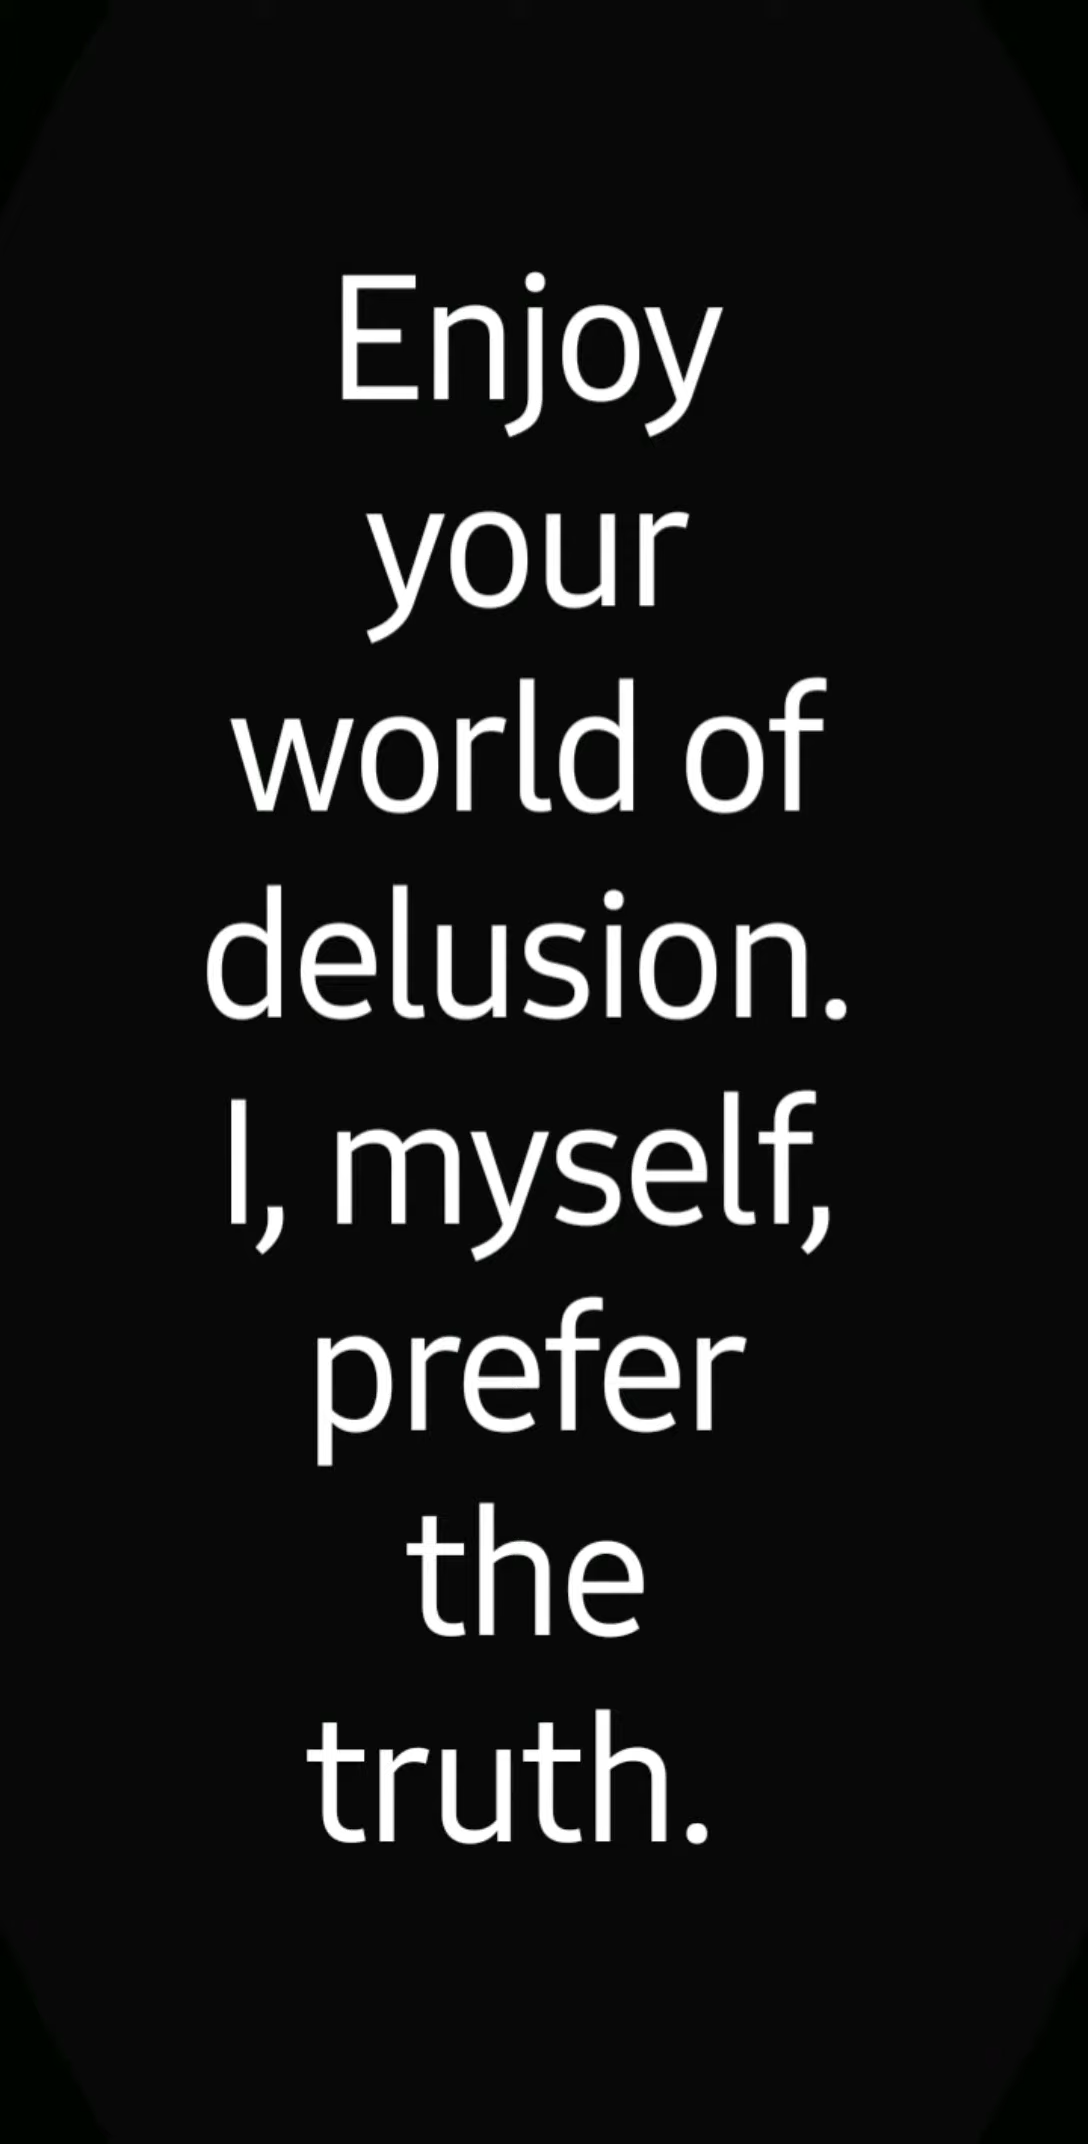 Enjoy
your
world of
delusion.
I, myself,
prefer
the
truth.